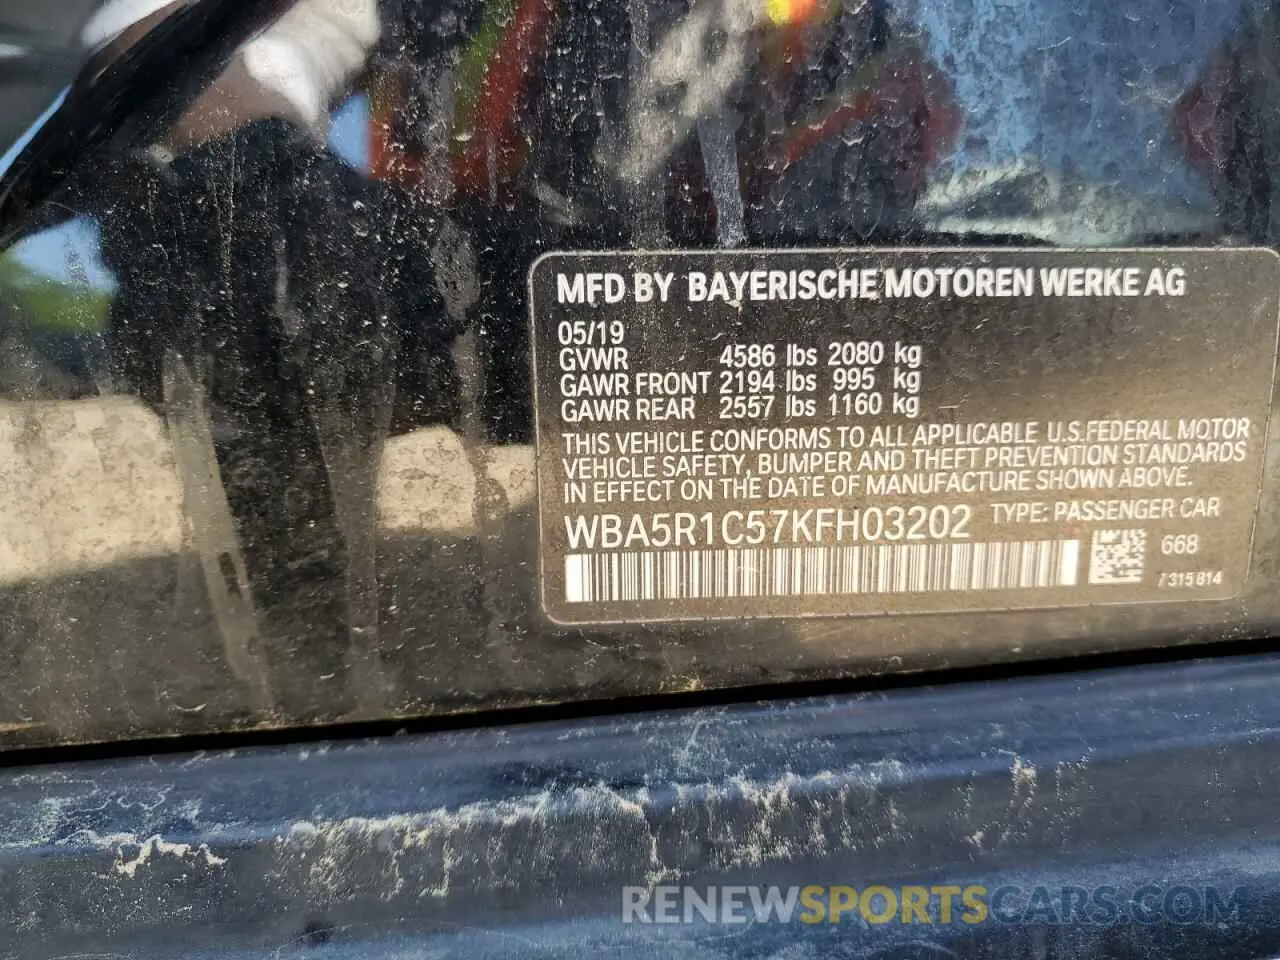 MFD BY BAYERISCHE MOTOREN WERKE AG
05/19
GVWR 4586 lbs 2080 kg
GAWR FRONT 2194 lbs 995 kg
GAWR REAR 2557 lbs 1160 kg
THIS VEHICLE CONFORMS TO ALL APPLICABLE U.S.FEDERAL MOTOR
VEHICLE SAFETY, BUMPER AND THEFT PREVENTION STANDARDS
IN EFFECT ON THE DATE OF MANUFACTURE SHOWN ABOVE.
WBA5R1C57KFH03202 TYPE: PASSENGER CAR
668
7315814
RENEWSPORTSCARS.COM